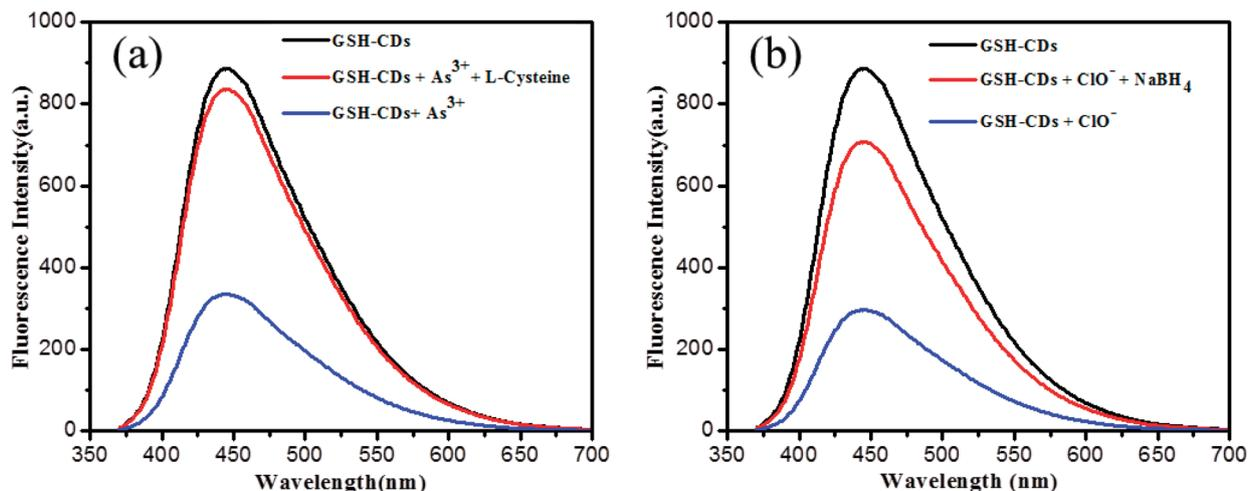 (a)
GSH-CDs
GSH-CDs + As³⁺ + L-Cysteine
GSH-CDs+ As³⁺
Fluorescence Intensity(a.u.)
1000
800
600
400
200
0
350 400 450 500 550 600 650 700
Wavelength(nm)
(b)
GSH-CDs
GSH-CDs + ClO⁻ + NaBH₄
GSH-CDs + ClO⁻
Fluorescence Intensity(a.u.)
1000
800
600
400
200
0
350 400 450 500 550 600 650 700
Wavelength (nm)